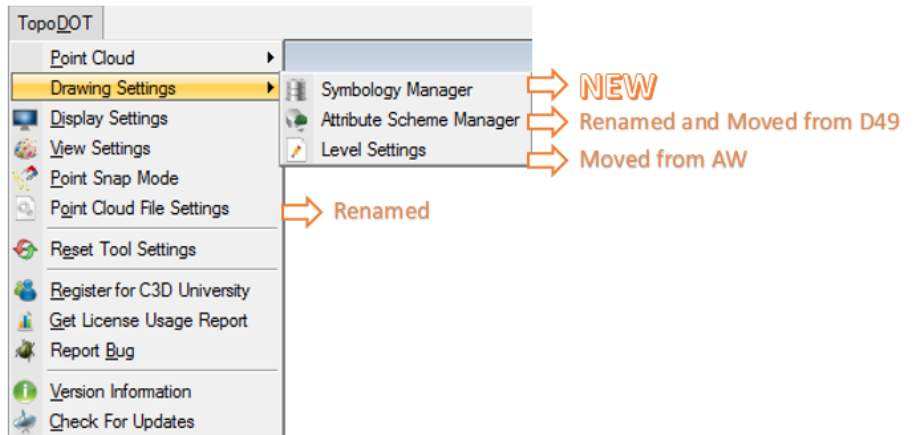 TopoDOT
Point Cloud
Drawing Settings
Symbology Manager
NEW
Attribute Scheme Manager
Renamed and Moved from D49
Level Settings
Moved from AW
Display Settings
View Settings
Point Snap Mode
Point Cloud File Settings
Renamed
Reset Tool Settings
Register for C3D University
Get License Usage Report
Report Bug
Version Information
Check For Updates